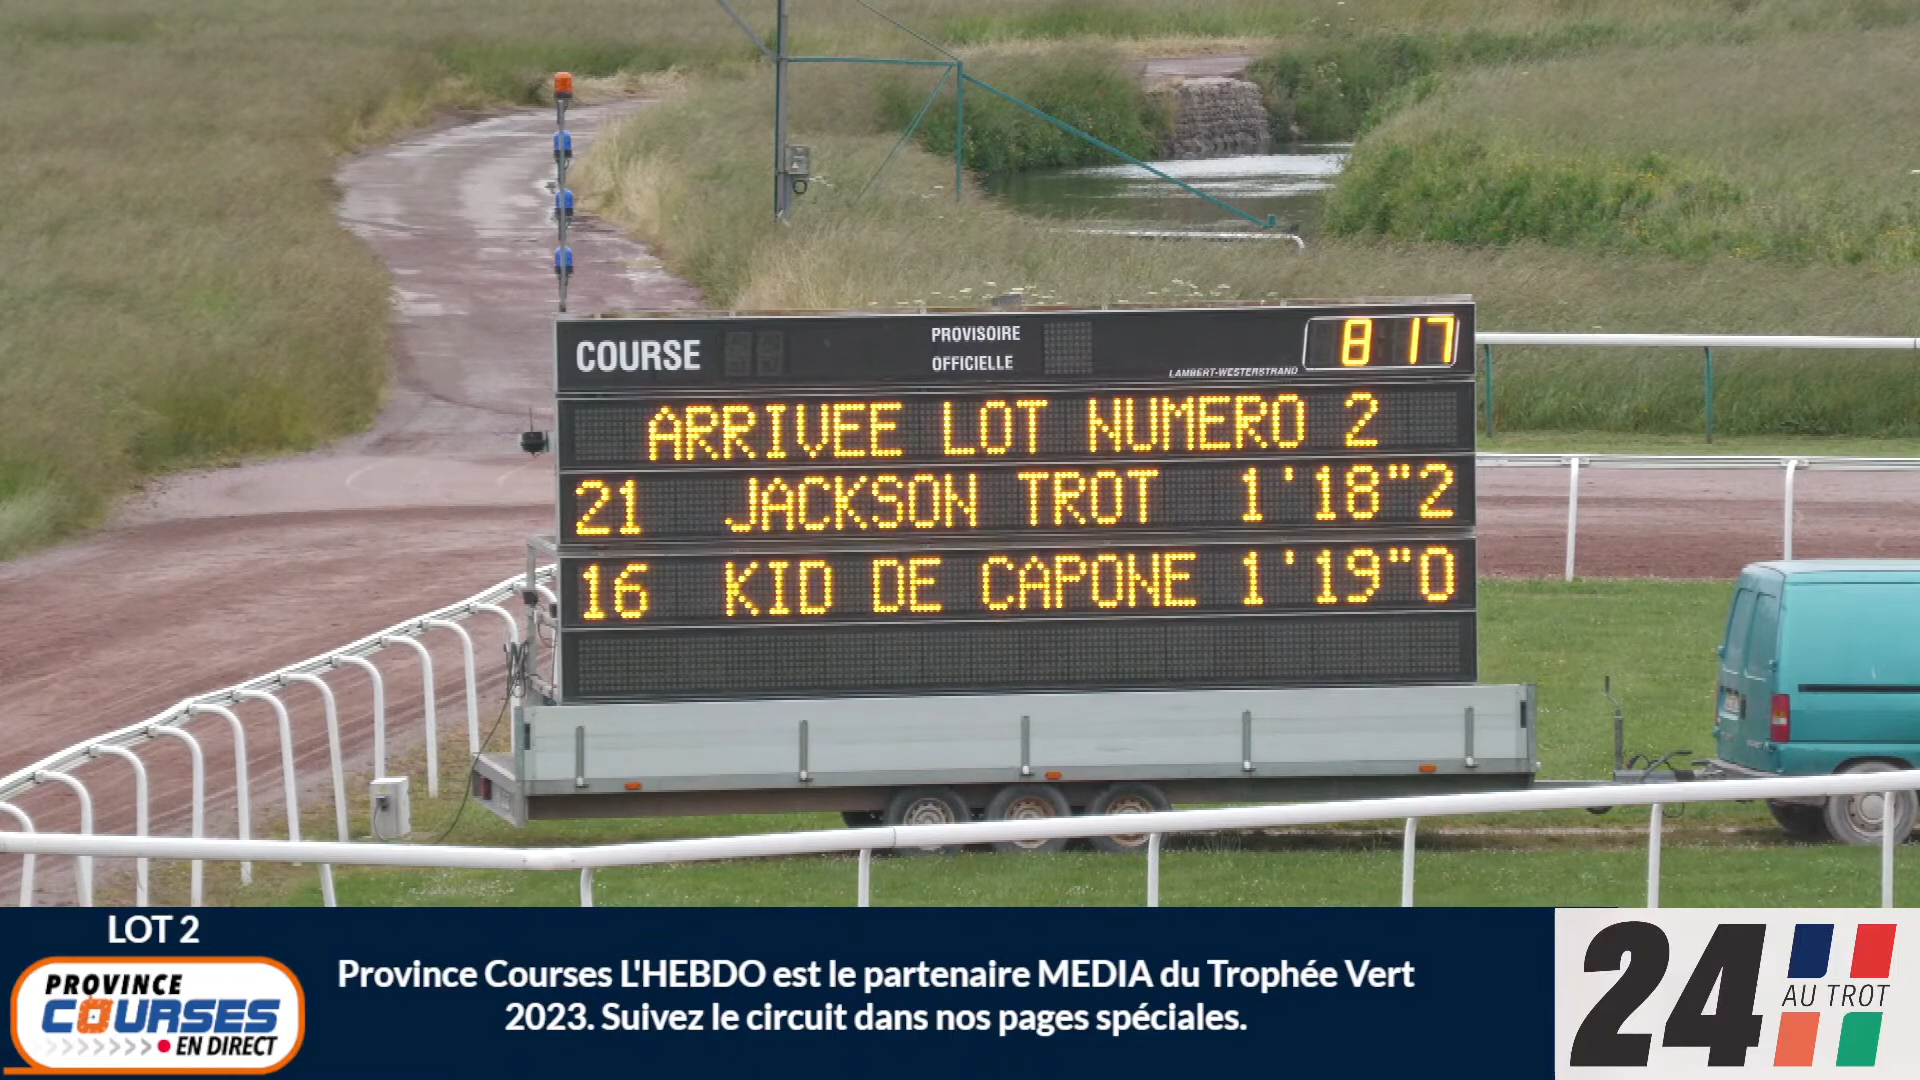 COURSE
PROVISOIRE
OFFICIELLE
LAMBERT-WESTERSTRAND
8 17
ARRIVEE LOT NUMERO 2
21 JACKSON TROT 1'18"2
16 KID DE CAPONE 1'19"0
LOT 2
PROVINCE
COURSES
EN DIRECT
Province Courses L'HEBDO est le partenaire MEDIA du Trophée Vert
2023. Suivez le circuit dans nos pages spéciales.
24
AU TROT